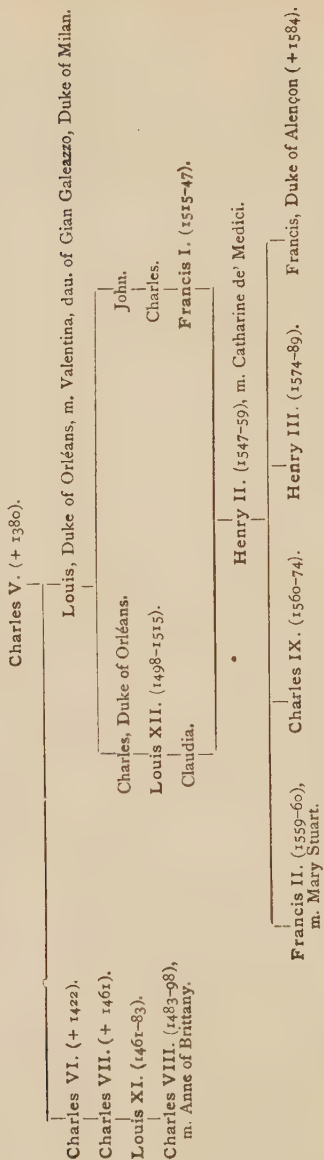 Charles V. (+ 1380).
Charles VI. (+ 1422).
Charles VII. (+ 1461).
Louis XI. (1461-83).
Charles VIII. (1483-98),
m. Anne of Brittany.
Louis, Duke of Orléans, m. Valentina, dau. of Gian Galeazzo, Duke of Milan.
Charles, Duke of Orléans.
Louis XII. (1498-1515).
Claudia.
John.
Charles.
Francis I. (1515-47).
Henry II. (1547-59), m. Catharine de' Medici.
Francis II. (1559-60),
m. Mary Stuart.
Charles IX. (1560-74)
Henry III. (1574-89).
Francis, Duke of Alençon (+ 1584).